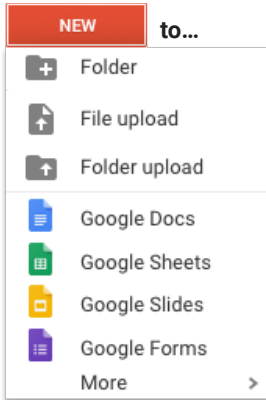 NEW to...
Folder
File upload
Folder upload
Google Docs
Google Sheets
Google Slides
Google Forms
More